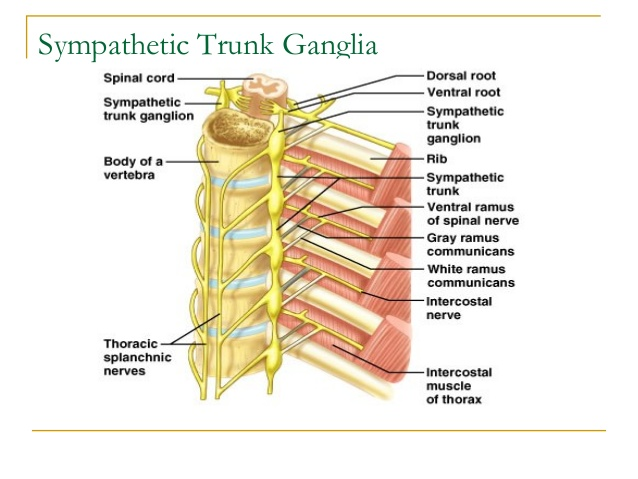 Sympathetic Trunk Ganglia
Spinal cord
Sympathetic
trunk ganglion
Body of a
vertebra
Thoracic
splanchnic
nerves
Dorsal root
Ventral root
Sympathetic
trunk
ganglion
Rib
Sympathetic
trunk
Ventral ramus
of spinal nerve
Gray ramus
communicans
White ramus
communicans
Intercostal
nerve
Intercostal
muscle
of thorax